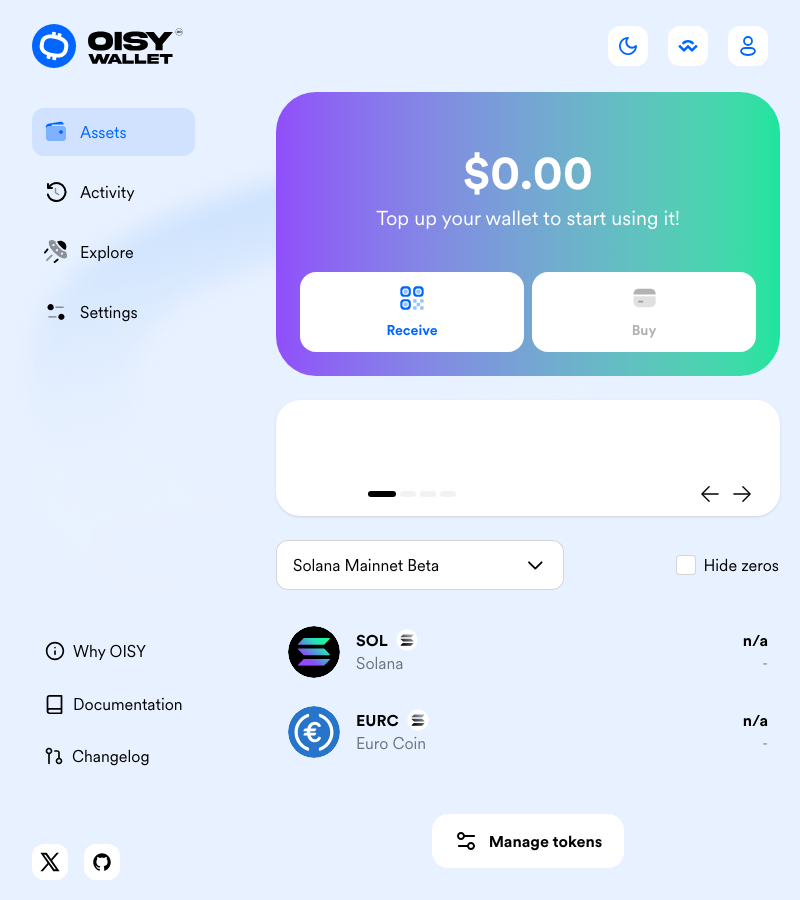 OISY
WALLET
Assets
Activity
Explore
Settings
$0.00
Top up your wallet to start using it!
Receive
Buy
Solana Mainnet Beta
Hide zeros
SOL
n/a
Solana
-
EURC
n/a
Euro Coin
-
Why OISY
Documentation
Changelog
Manage tokens